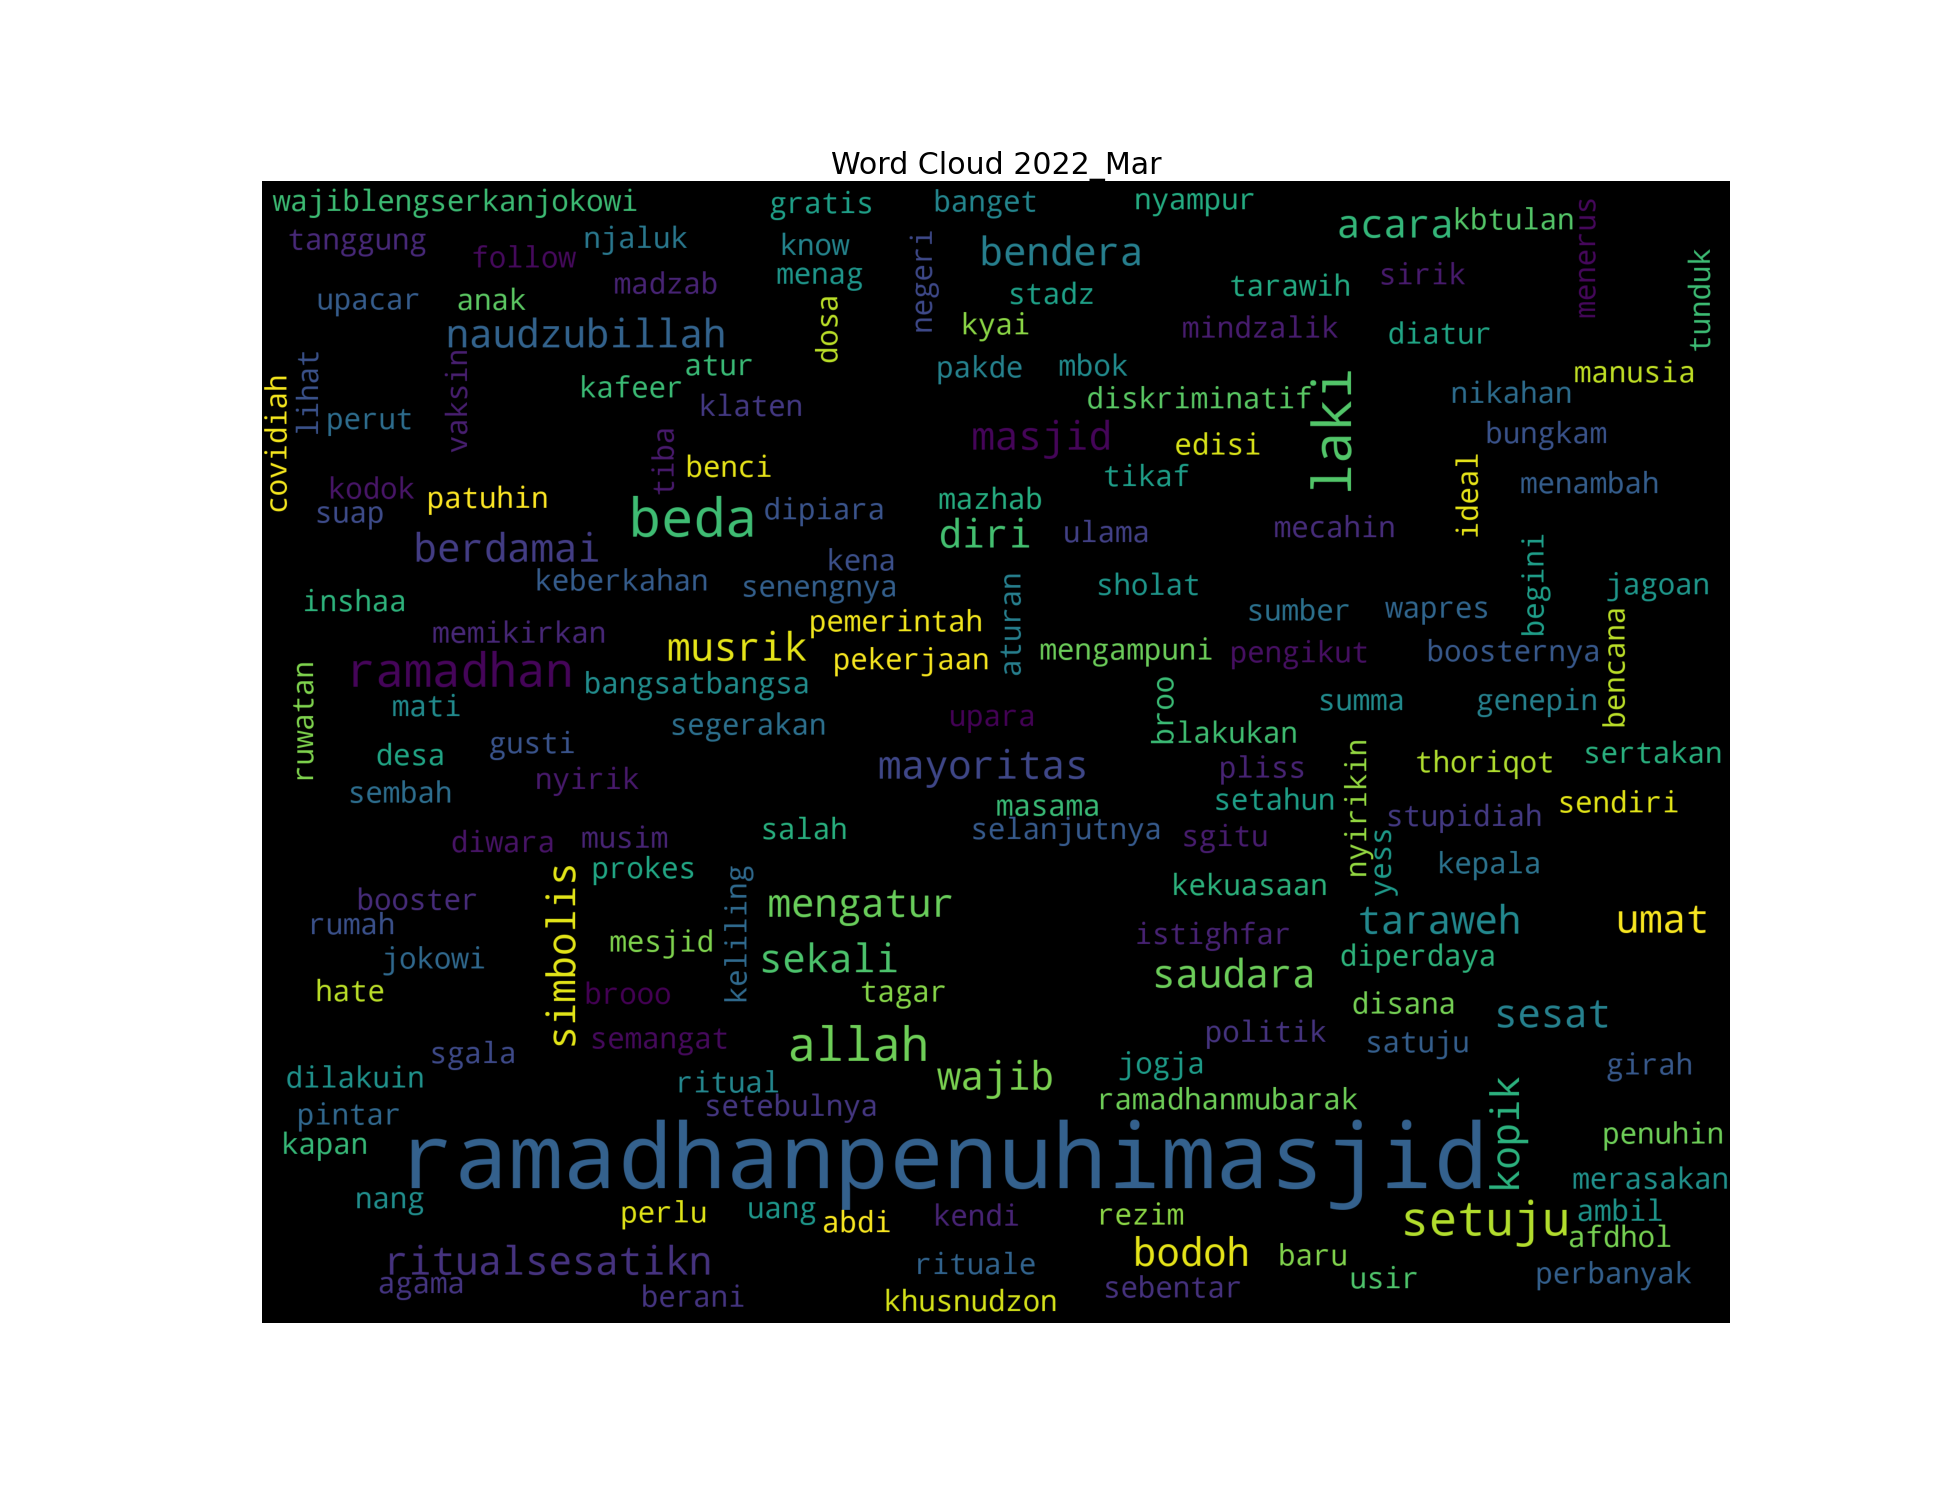 Word Cloud 2022_Mar
wajiblengserkanjokowi
gratis
banget
nyampur
acara
kbtulan
menerus
tanggung
follow
njaluk
know
menag
negeri
bendera
madzab
stadz
tarawih
sirik
tunduk
upacar
anak
naudzubillah
dosa
kyai
mindzalik
diatur
atur
kafeer
pakde
mbok
manusia
covidiah
lihat
perut
vaksin
klaten
diskriminatif
laki
nikahan
masjid
edisi
bungkam
tiba
benci
tikaf
ideal
menambah
kodok
suap
patuhin
beda
dipiara
mazhab
diri
ulama
mecahin
berdamai
kena
keberkahan
senengnya
aturan
sholat
begini
jagoan
inshaa
sumber
wapres
bencana
memikirkan
pemerintah
musrik
pekerjaan
mengampuni
pengikut
boosternya
ramadhan
bangsatbangsa
ruwatan
mati
segerakan
upara
broo
summa
genepin
blakukan
desa
gusti
mayoritas
pliss
nyirikin
thoriqot
sertakan
sembah
nyirik
masama
setahun
sendiri
diwara
musim
salah
selanjutnya
sgitu
stupidiah
yess
prokes
kepala
simbolis
keliling
kekuasaan
booster
mengatur
rumah
mesjid
istighfar
taraweh
umat
jokowi
sekali
diperdaya
hate
brooo
tagar
saudara
disana
sesat
semangat
allah
politik
satuju
sgala
jogja
girah
dilakuin
ritual
wajib
kopik
setebulnya
ramadhanmubarak
pintar
kapan
ramadhanpenuhimasjid
penuhin
merasakan
nang
perlu
uang
abdi
kendi
rezim
setuju
ambil
afdhol
ritualsesatikn
rituale
bodoh
baru
usir
perbanyak
agama
berani
khusnudzon
sebentar